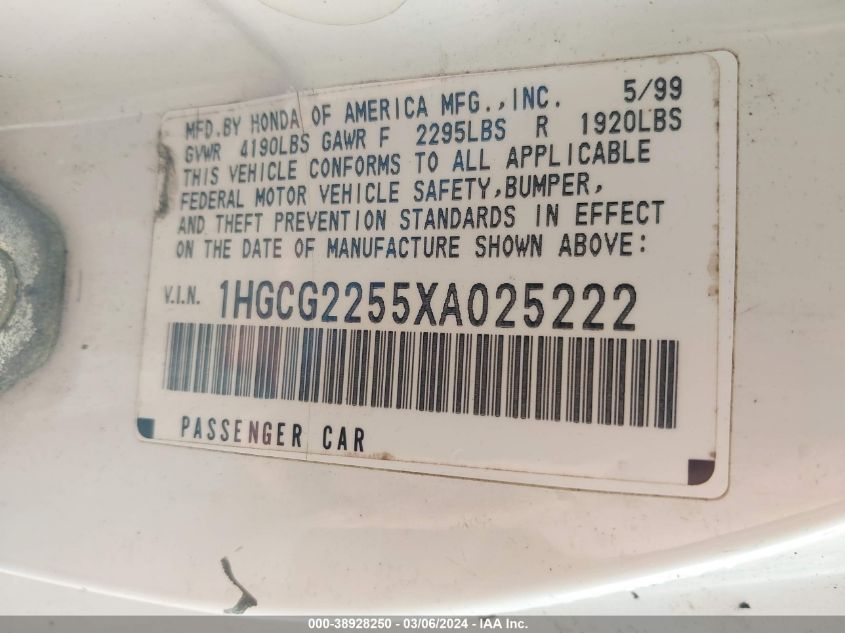 MFD.BY HONDA OF AMERICA MFG.,INC. 5/99
GVWR 4190LBS GAWR F 2295LBS R 1920LBS
THIS VEHICLE CONFORMS TO ALL APPLICABLE
FEDERAL MOTOR VEHICLE SAFETY,BUMPER,
AND THEFT PREVENTION STANDARDS IN EFFECT
ON THE DATE OF MANUFACTURE SHOWN ABOVE:
V.I.N. 1HGCG2255XA025222
PASSENGER CAR
000-38928250 - 03/06/2024 - IAA Inc.